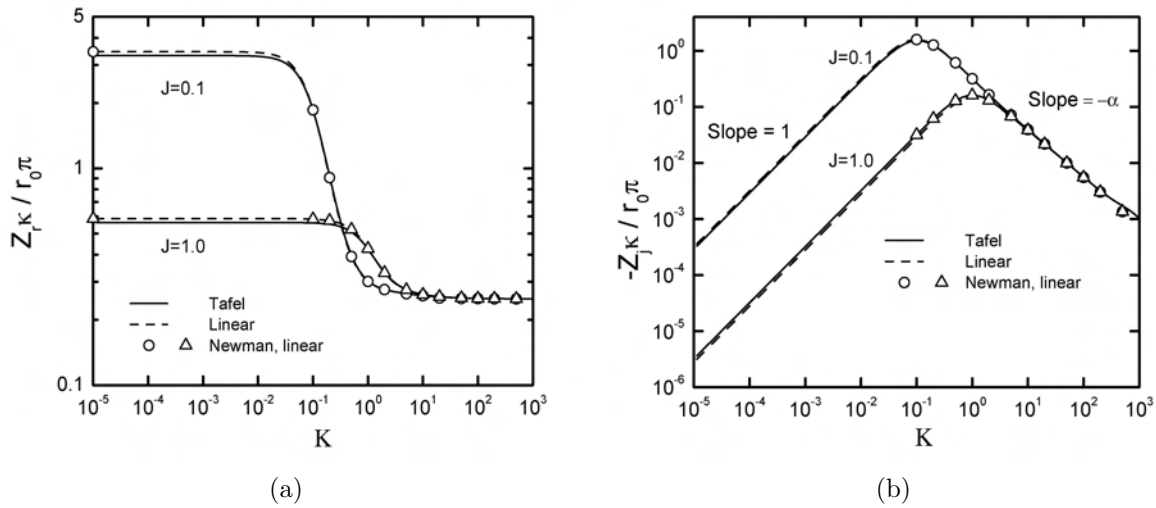 5
1
0.1
Z_r κ / r_0 π
J=0.1
J=1.0
Tafel
Linear
Newman, linear
10^-5 10^-4 10^-3 10^-2 10^-1 10^0 10^1 10^2 10^3
K
(a)
10^0
10^-1
10^-2
10^-3
10^-4
10^-5
10^-6
-Z_j κ / r_0 π
J=0.1
Slope = −α
Slope = 1
J=1.0
Tafel
Linear
Newman, linear
10^-5 10^-4 10^-3 10^-2 10^-1 10^0 10^1 10^2 10^3
K
(b)